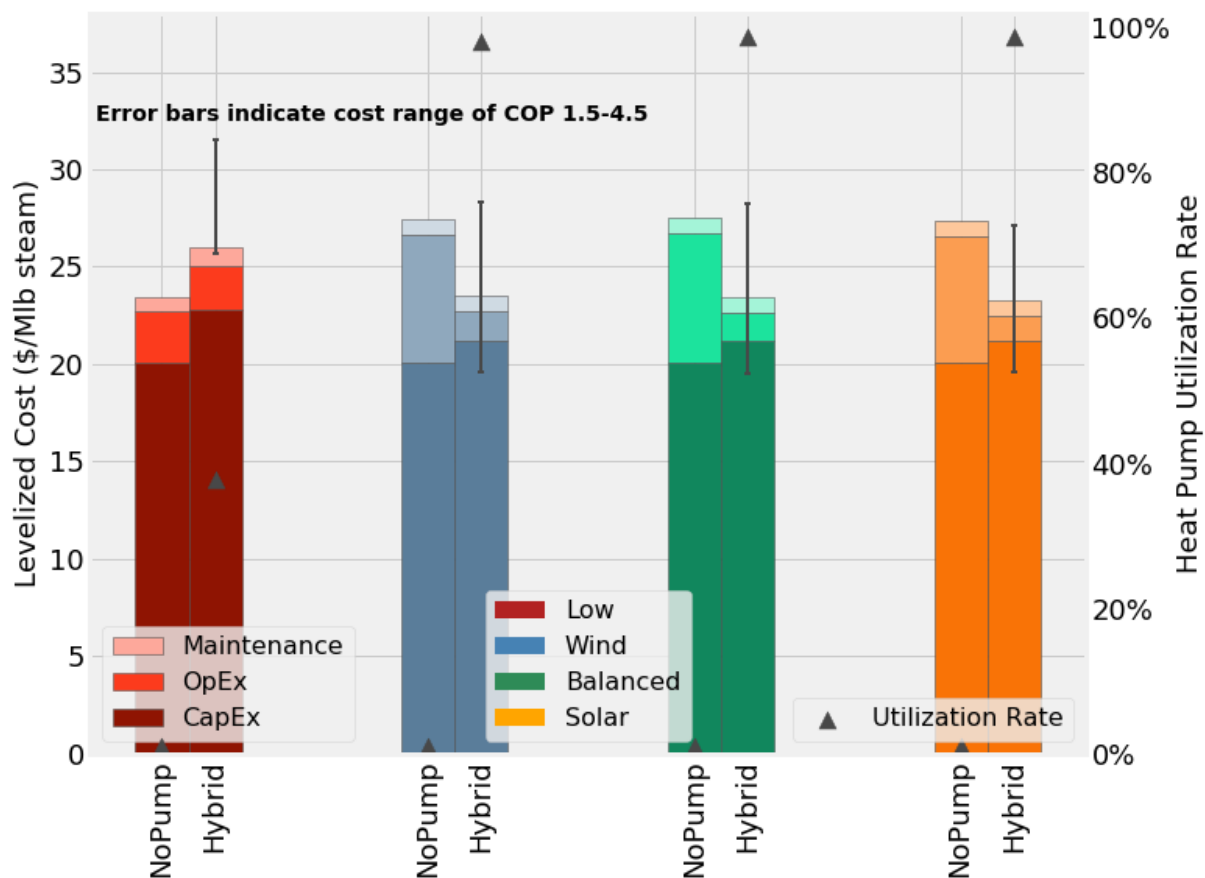 100%
35
Error bars indicate cost range of COP 1.5-4.5
30
80%
25
60%
20
15
40%
10
20%
5
0
0%
Levelized Cost ($/Mlb steam)
Heat Pump Utilization Rate
Maintenance
OpEx
CapEx
Low
Wind
Balanced
Solar
Utilization Rate
NoPump
Hybrid
NoPump
Hybrid
NoPump
Hybrid
NoPump
Hybrid